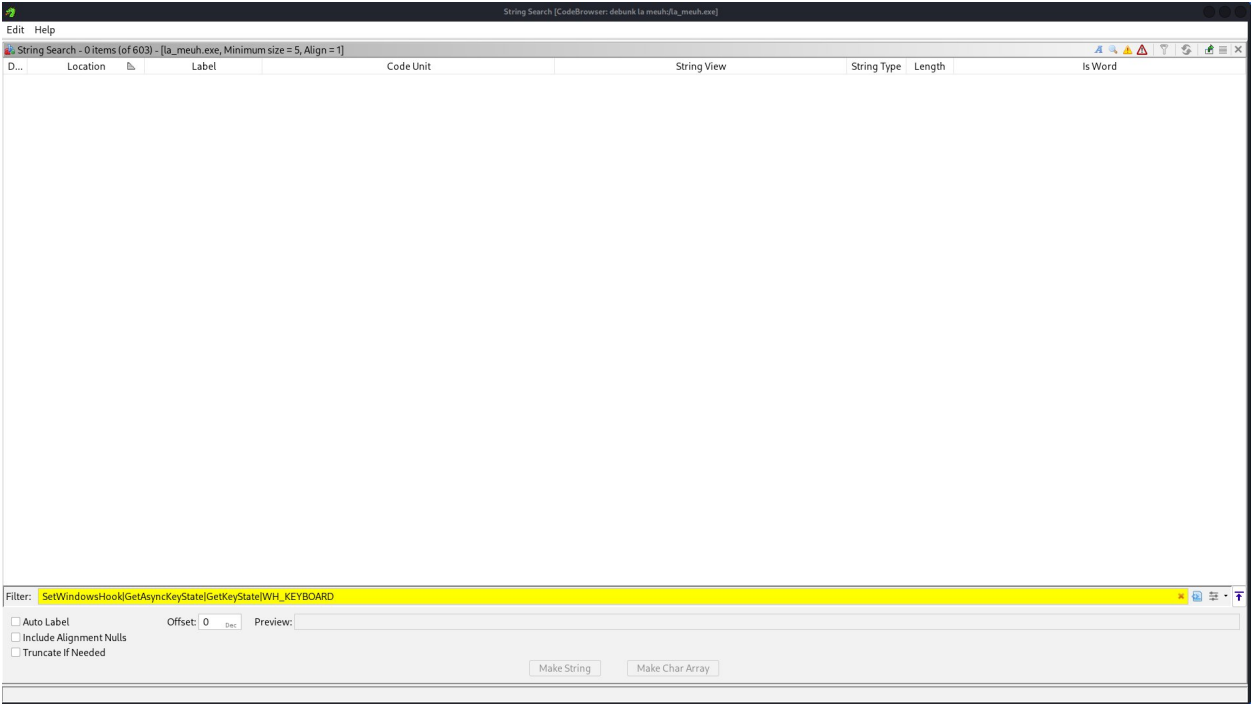 String Search [CodeBrowser: debunk la meuh:/la_meuh.exe]
Edit Help
String Search - 0 items (of 603) - [la_meuh.exe, Minimum size = 5, Align = 1]
D... Location Label Code Unit String View String Type Length Is Word
Filter: SetWindowsHook|GetAsyncKeyState|GetKeyState|WH_KEYBOARD
Auto Label Offset: 0 Dec Preview:
Include Alignment Nulls
Truncate If Needed
Make String Make Char Array